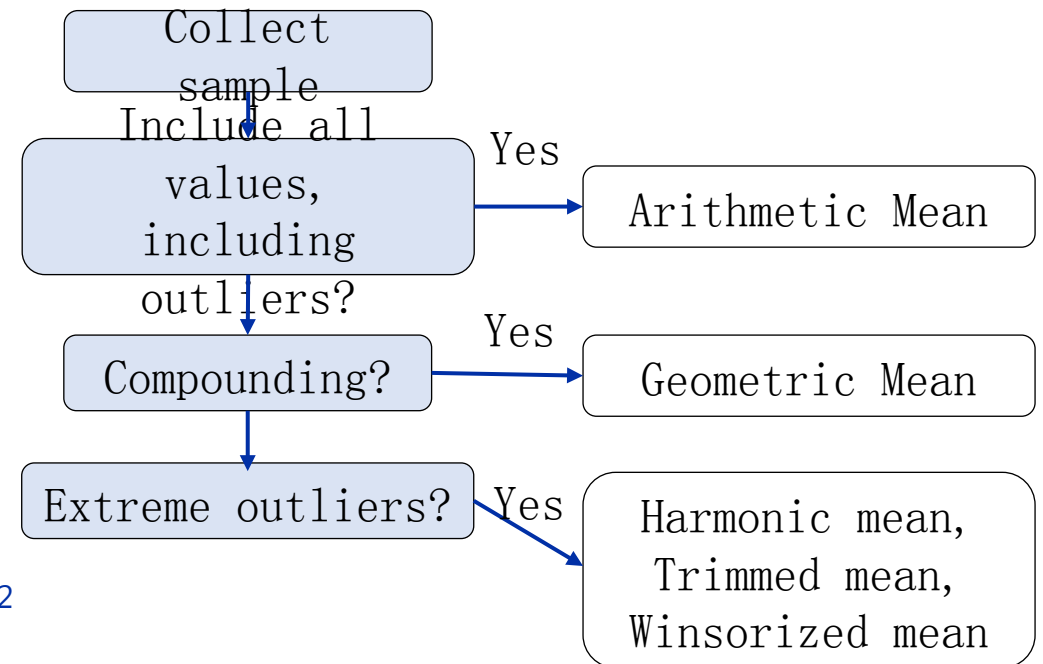 Collect
sample
Include all
values,
including
outliers?
Yes
Arithmetic Mean
Compounding?
Yes
Geometric Mean
Extreme outliers?
Yes
Harmonic mean,
Trimmed mean,
Winsorized mean
2